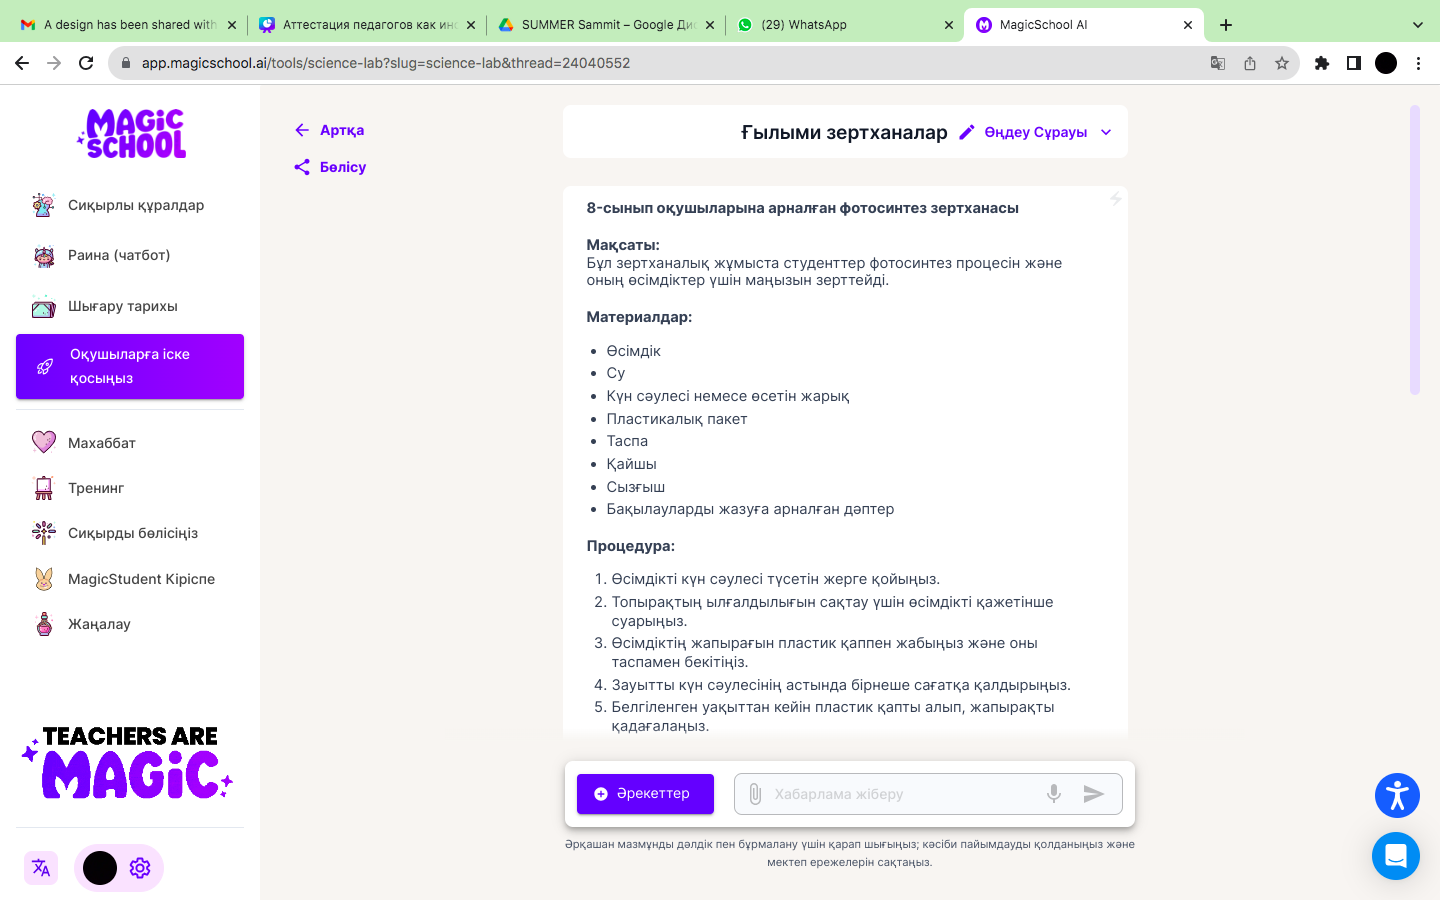 A design has been shared with
Аттестация педагогов как инс
SUMMER Sammit – Google Дис
(29) WhatsApp
MagicSchool AI
app.magicschool.ai/tools/science-lab?slug=science-lab&thread=24040552
MAGIC
SCHOOL
Сиқырлы құралдар
Раина (чатбот)
Шығару тарихы
Оқушыларға іске
қосыңыз
Махаббат
Тренинг
Сиқырды бөлісіңіз
MagicStudent Кіріспе
Жаңалау
TEACHERS ARE
MAGIC
Артқа
Бөлісу
Ғылыми зертханалар
Өңдеу Сұрауы
8-сынып оқушыларына арналған фотосинтез зертханасы
Мақсаты:
Бұл зертханалық жұмыста студенттер фотосинтез процесін және
оның өсімдіктер үшін маңызын зерттейді.
Материалдар:
• Өсімдік
• Су
• Күн сәулесі немесе өсетін жарық
• Пластикалық пакет
• Таспа
• Қайшы
• Сызғыш
• Бақылауларды жазуға арналған дәптер
Процедура:
1. Өсімдікті күн сәулесі түсетін жерге қойыңыз.
2. Топырақтың ылғалдылығын сақтау үшін өсімдікті қажетінше
суарыңыз.
3. Өсімдіктің жапырағын пластик қаппен жабыңыз және оны
таспамен бекітіңіз.
4. Зауытты күн сәулесінің астында бірнеше сағатқа қалдырыңыз.
5. Белгіленген уақыттан кейін пластик қапты алып, жапырақты
қадағалаңыз.
Әрекеттер
Хабарлама жіберу
Әрқашан мазмұнды дәлдік пен бұрмалану үшін қарап шығыңыз; кәсіби пайымдауды қолданыңыз және
мектеп ережелерін сақтаңыз.